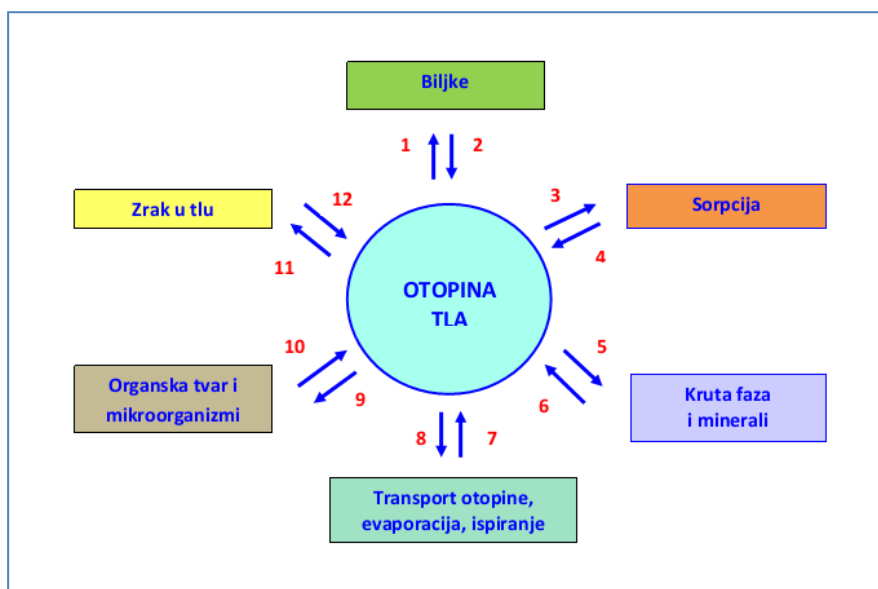 Biljke
1
2
Zrak u tlu
12
3
Sorpcija
11
4
OTOPINA
TLA
10
5
Organska tvar i
mikroorganizmi
9
6
Kruta faza
i minerali
8
7
Transport otopine,
evaporacija, ispiranje